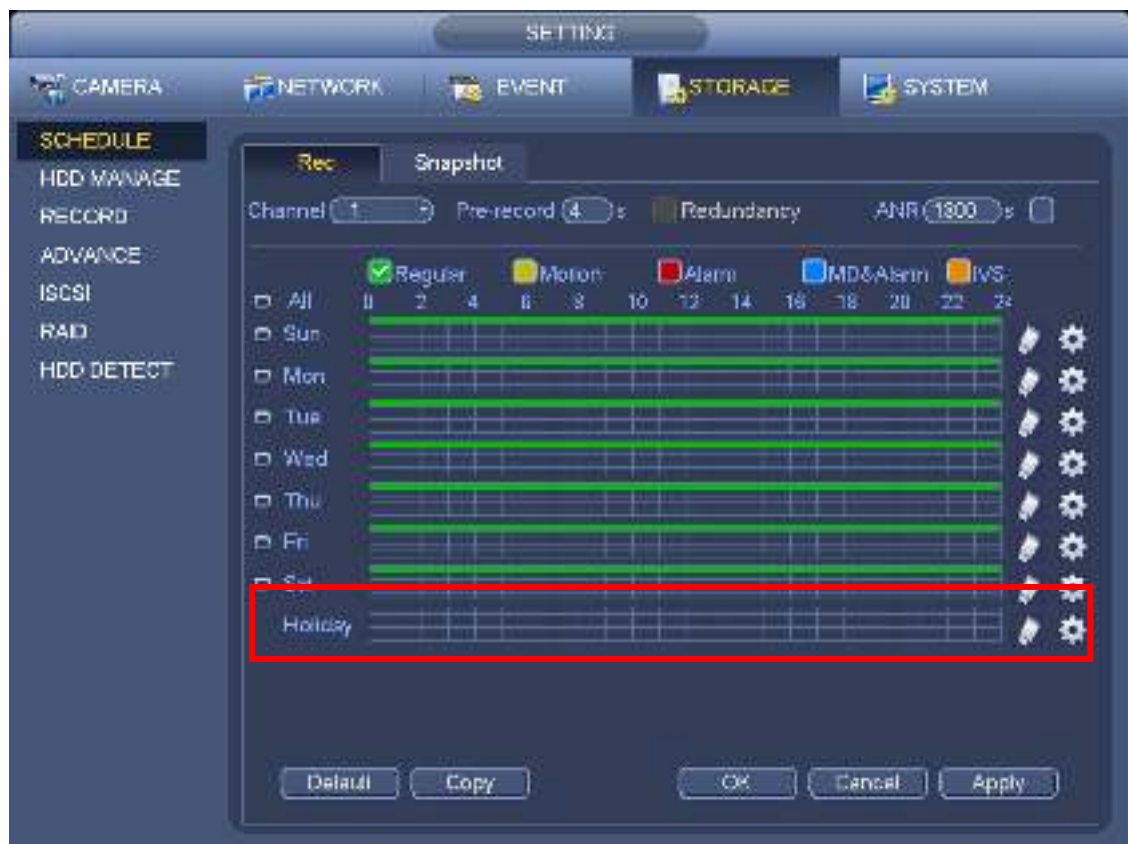 SETTING
CAMERA NETWORK EVENT STORAGE SYSTEM
SCHEDULE
HDD MANAGE
RECORD
ADVANCE
ISCSI
RAID
HDD DETECT
Rec Snapshot
Channel 1 Pre-record 4 s Redundancy ANR 1800 s
Regular Motion Alarm MD&Alarm IVS
All 0 2 4 6 8 10 12 14 16 18 20 22 24
Sun
Mon
Tue
Wed
Thu
Fri
Sat
Holiday
Default Copy OK Cancel Apply